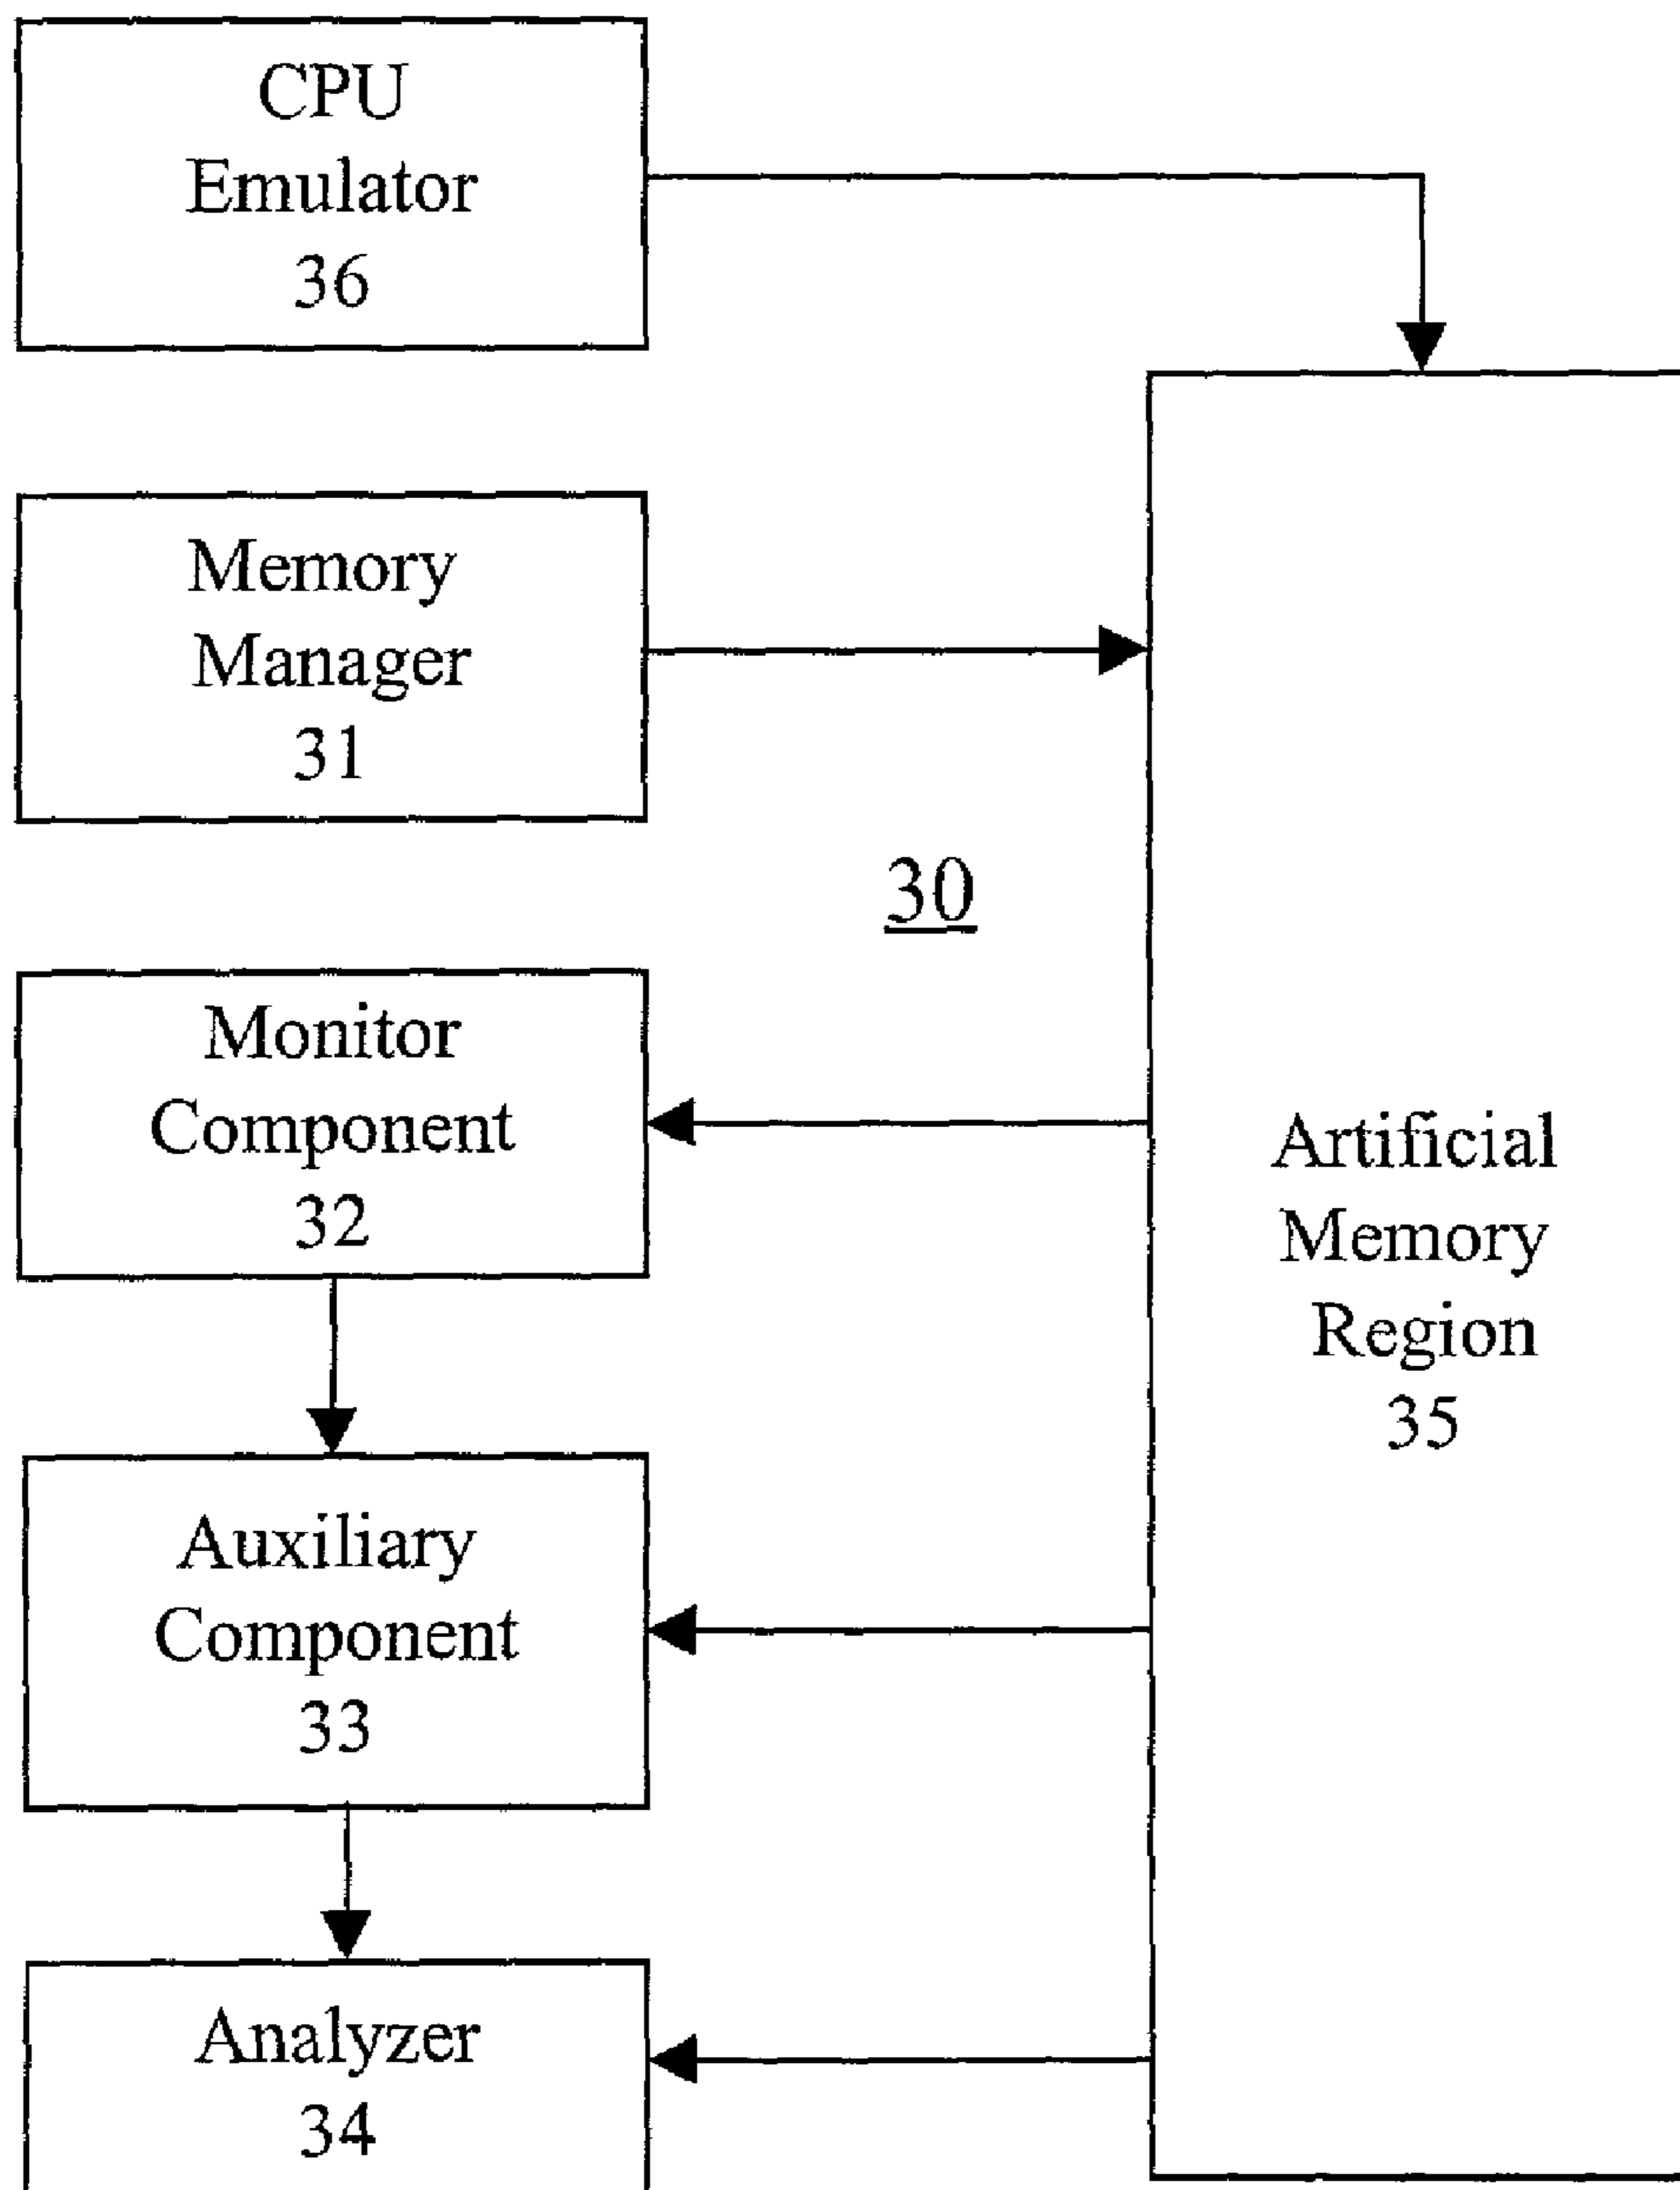 CPU
Emulator
36
Memory
Manager
31
30
Monitor
Component
32
Artificial
Memory
Region
35
Auxiliary
Component
33
Analyzer
34